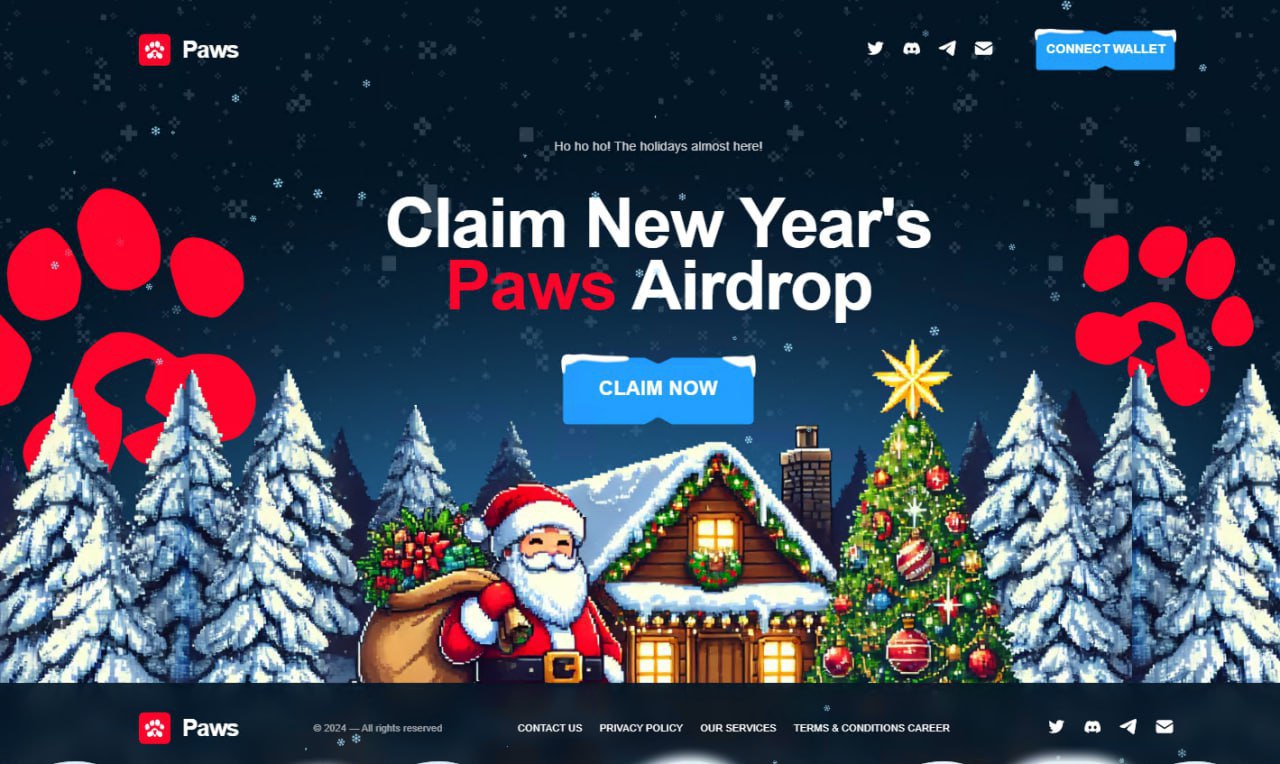 Paws
CONNECT WALLET
Ho ho ho! The holidays almost here!
Claim New Year's
Paws Airdrop
CLAIM NOW
Paws
© 2024 — All rights reserved
CONTACT US PRIVACY POLICY OUR SERVICES TERMS & CONDITIONS CAREER